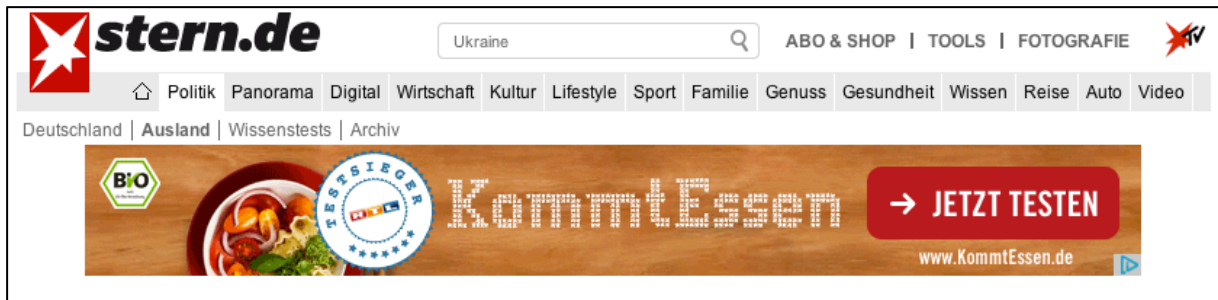 stern.de
Ukraine
ABO & SHOP | TOOLS | FOTOGRAFIE
TV
Politik Panorama Digital Wirtschaft Kultur Lifestyle Sport Familie Genuss Gesundheit Wissen Reise Auto Video
Deutschland | Ausland | Wissenstests | Archiv
BiO
TESTSIEGER
RTL
KommtEssen
→ JETZT TESTEN
www.KommtEssen.de